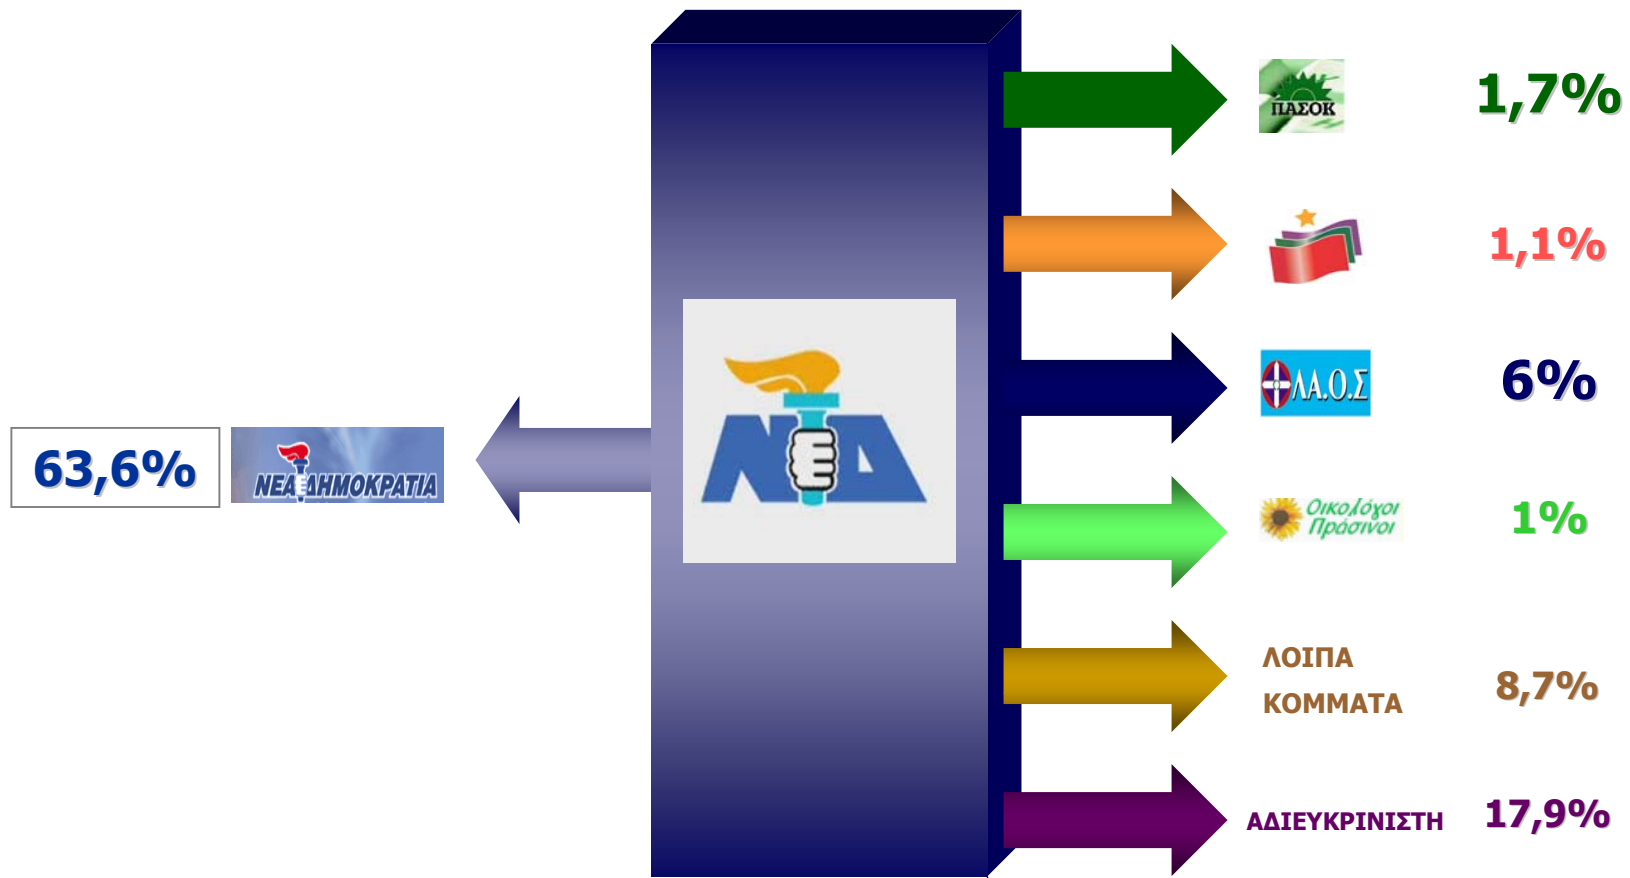 63,6%
ΝΕΑ ΔΗΜΟΚΡΑΤΙΑ
ΝΔ
ΠΑΣΟΚ
1,7%
1,1%
ΛΑ.Ο.Σ
6%
Οικολόγοι
Πράσινοι
1%
ΛΟΙΠΑ
ΚΟΜΜΑΤΑ
8,7%
ΑΔΙΕΥΚΡΙΝΙΣΤΗ
17,9%